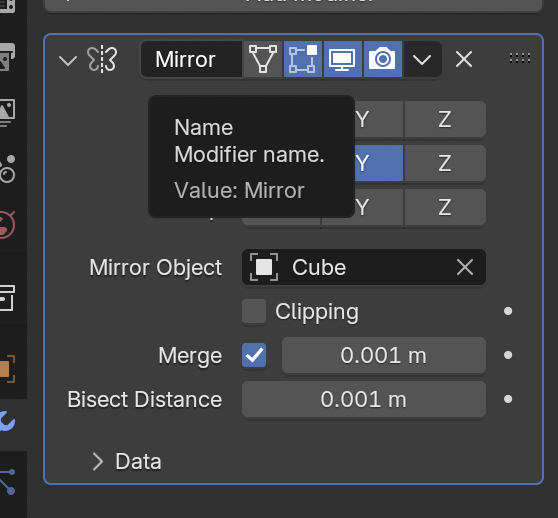 Mirror
Name
Modifier name.
Value: Mirror
Y Z
Y Z
Y Z
Mirror Object Cube
Clipping
Merge 0.001 m
Bisect Distance 0.001 m
Data